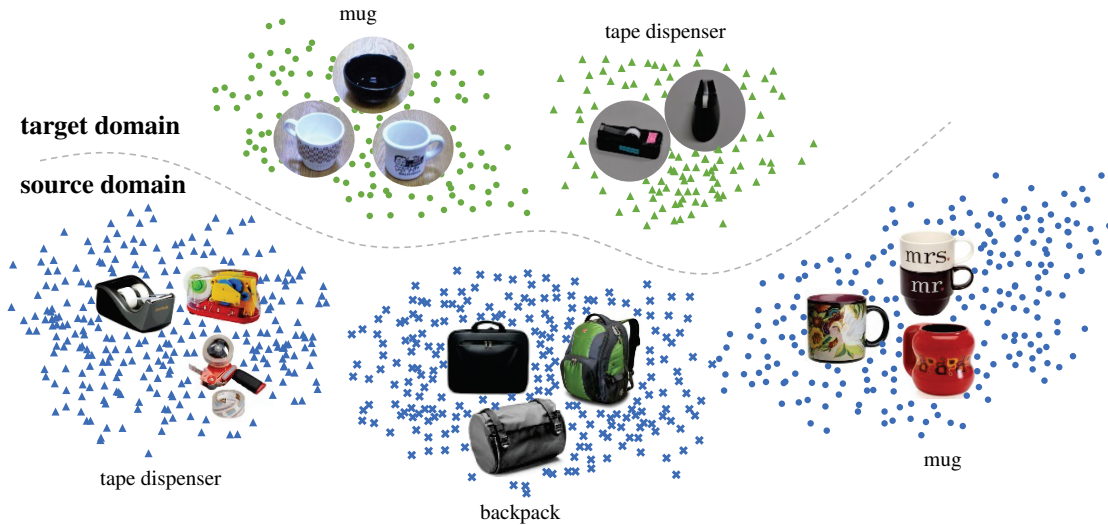 mug
tape dispenser
target domain
source domain
mrs.
mr.
tape dispenser
mug
backpack